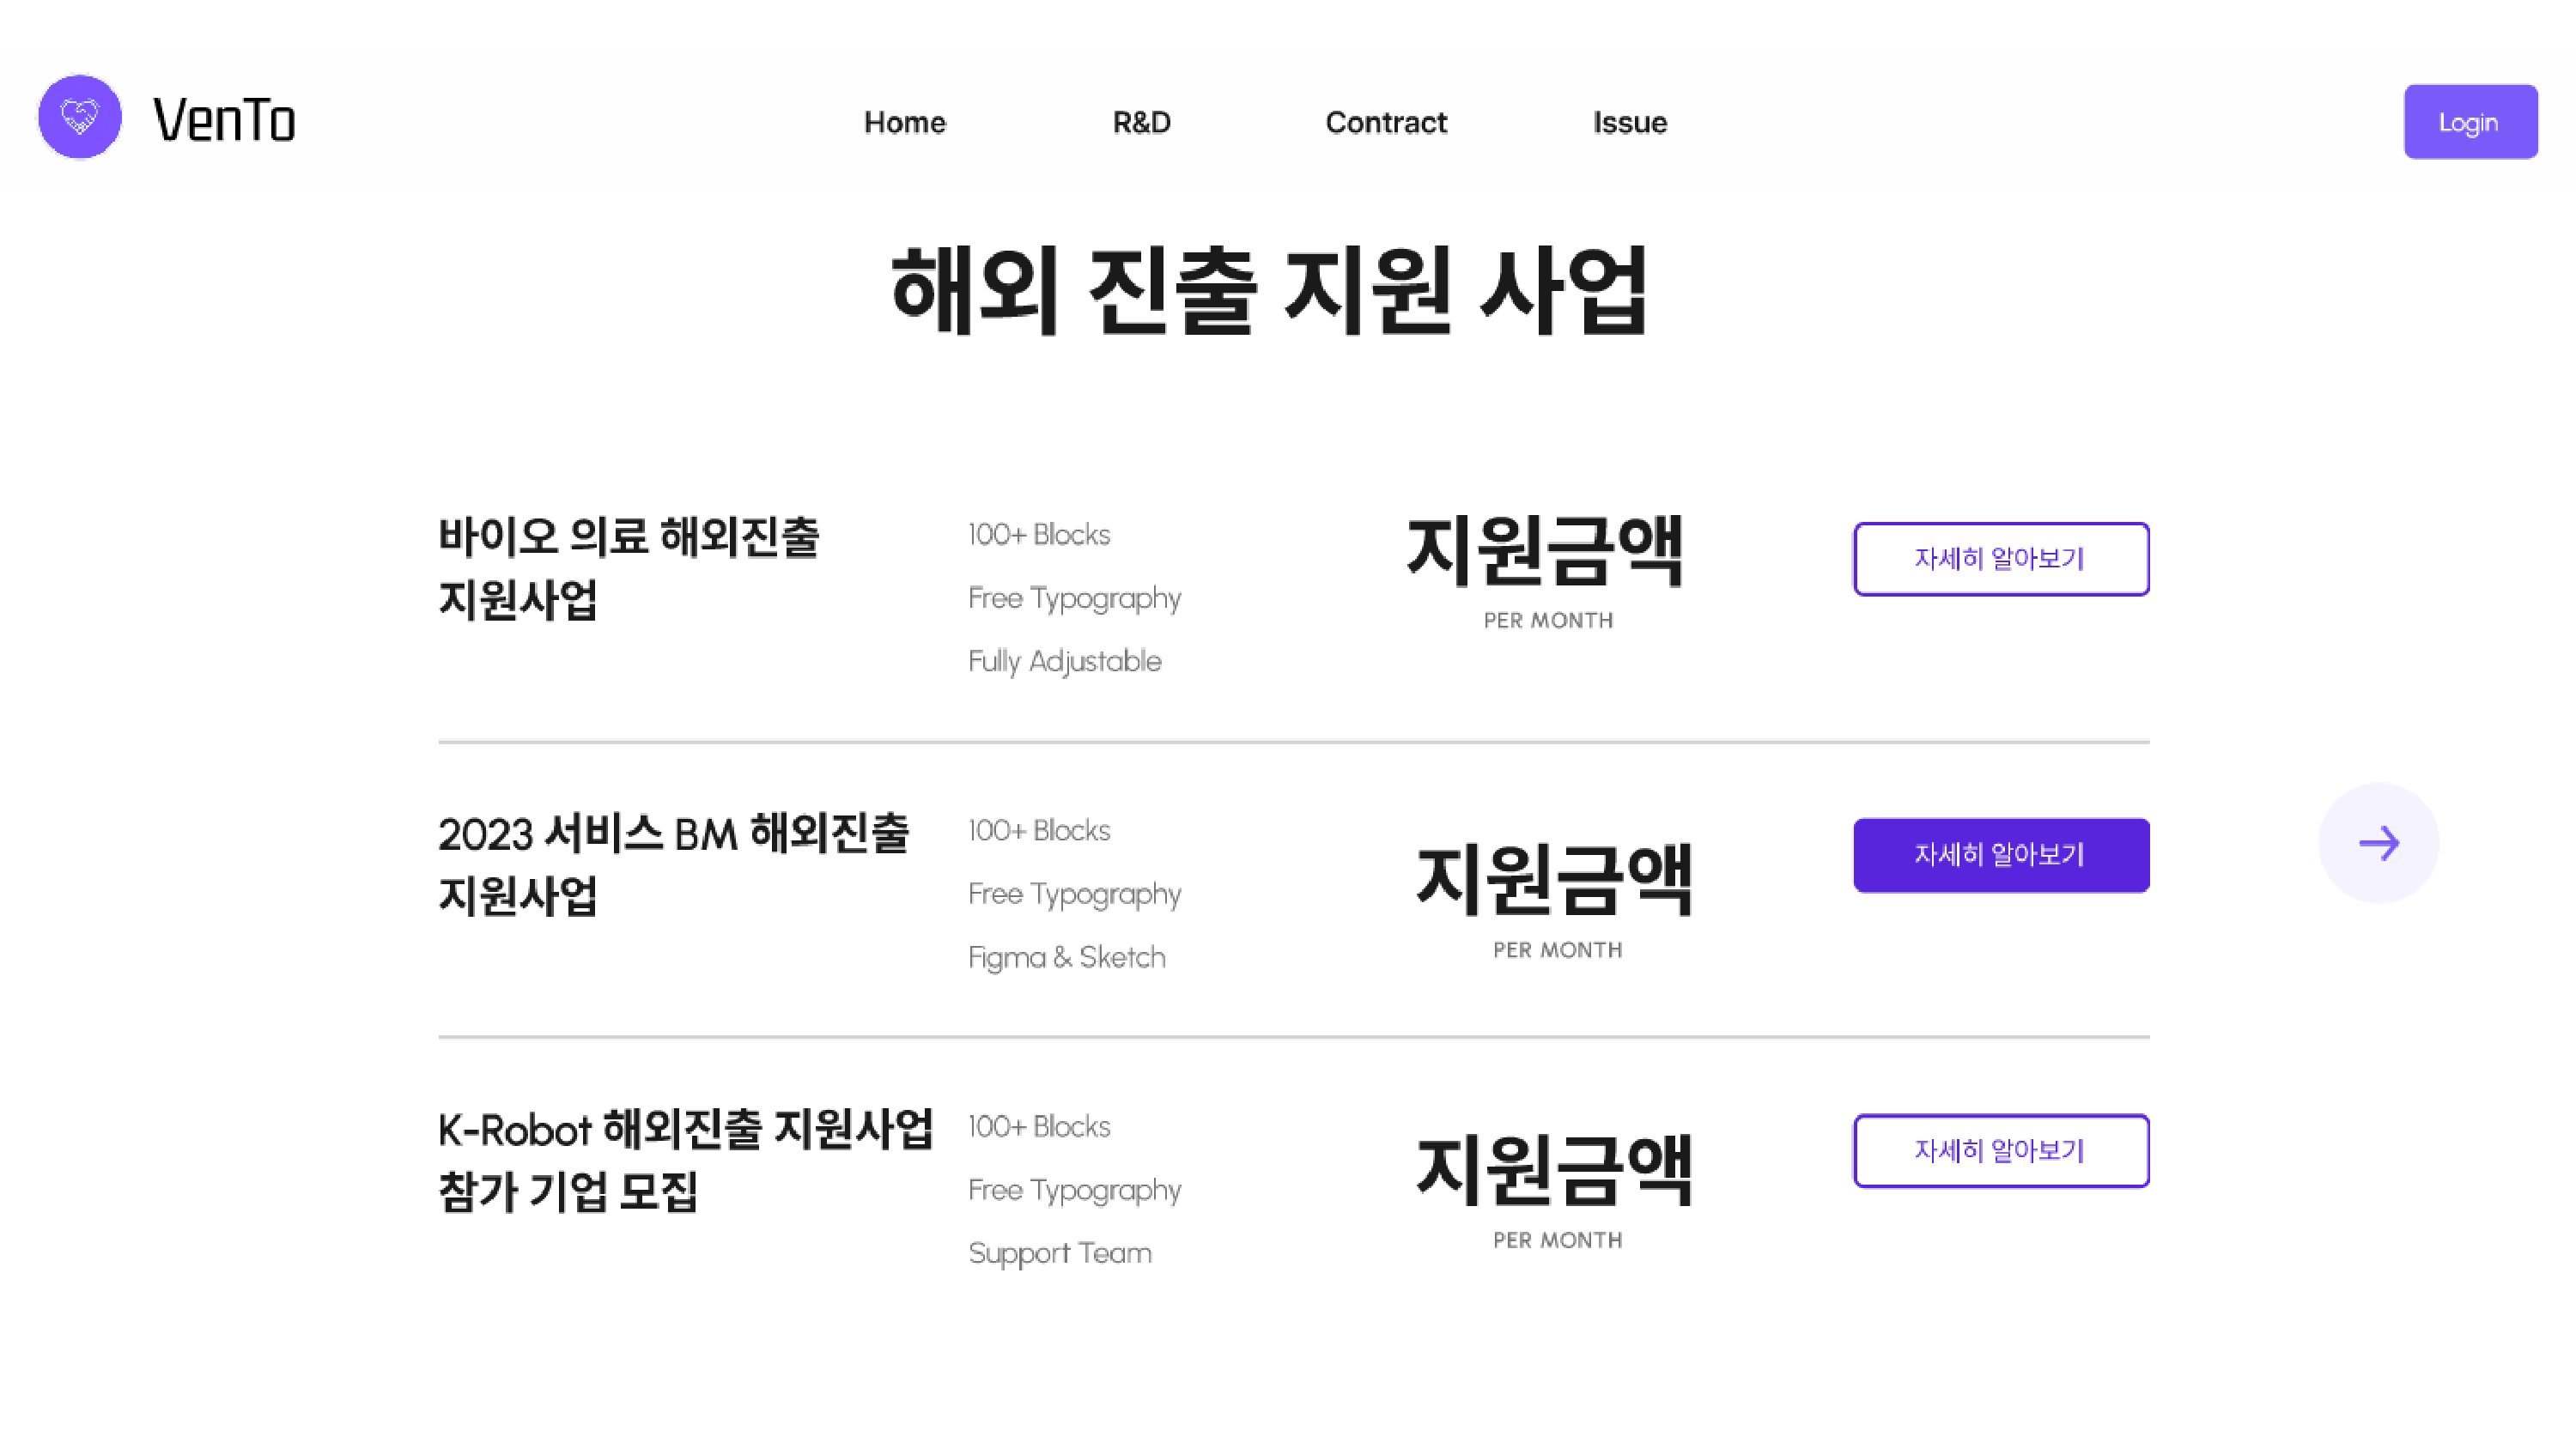 VenTo
Home
R&D
Contract
Issue
Login
해외 진출 지원 사업
바이오 의료 해외진출
지원사업
100+ Blocks
Free Typography
Fully Adjustable
지원금액
PER MONTH
자세히 알아보기
2023 서비스 BM 해외진출
지원사업
100+ Blocks
Free Typography
Figma & Sketch
지원금액
PER MONTH
자세히 알아보기
K-Robot 해외진출 지원사업
참가 기업 모집
100+ Blocks
Free Typography
Support Team
지원금액
PER MONTH
자세히 알아보기